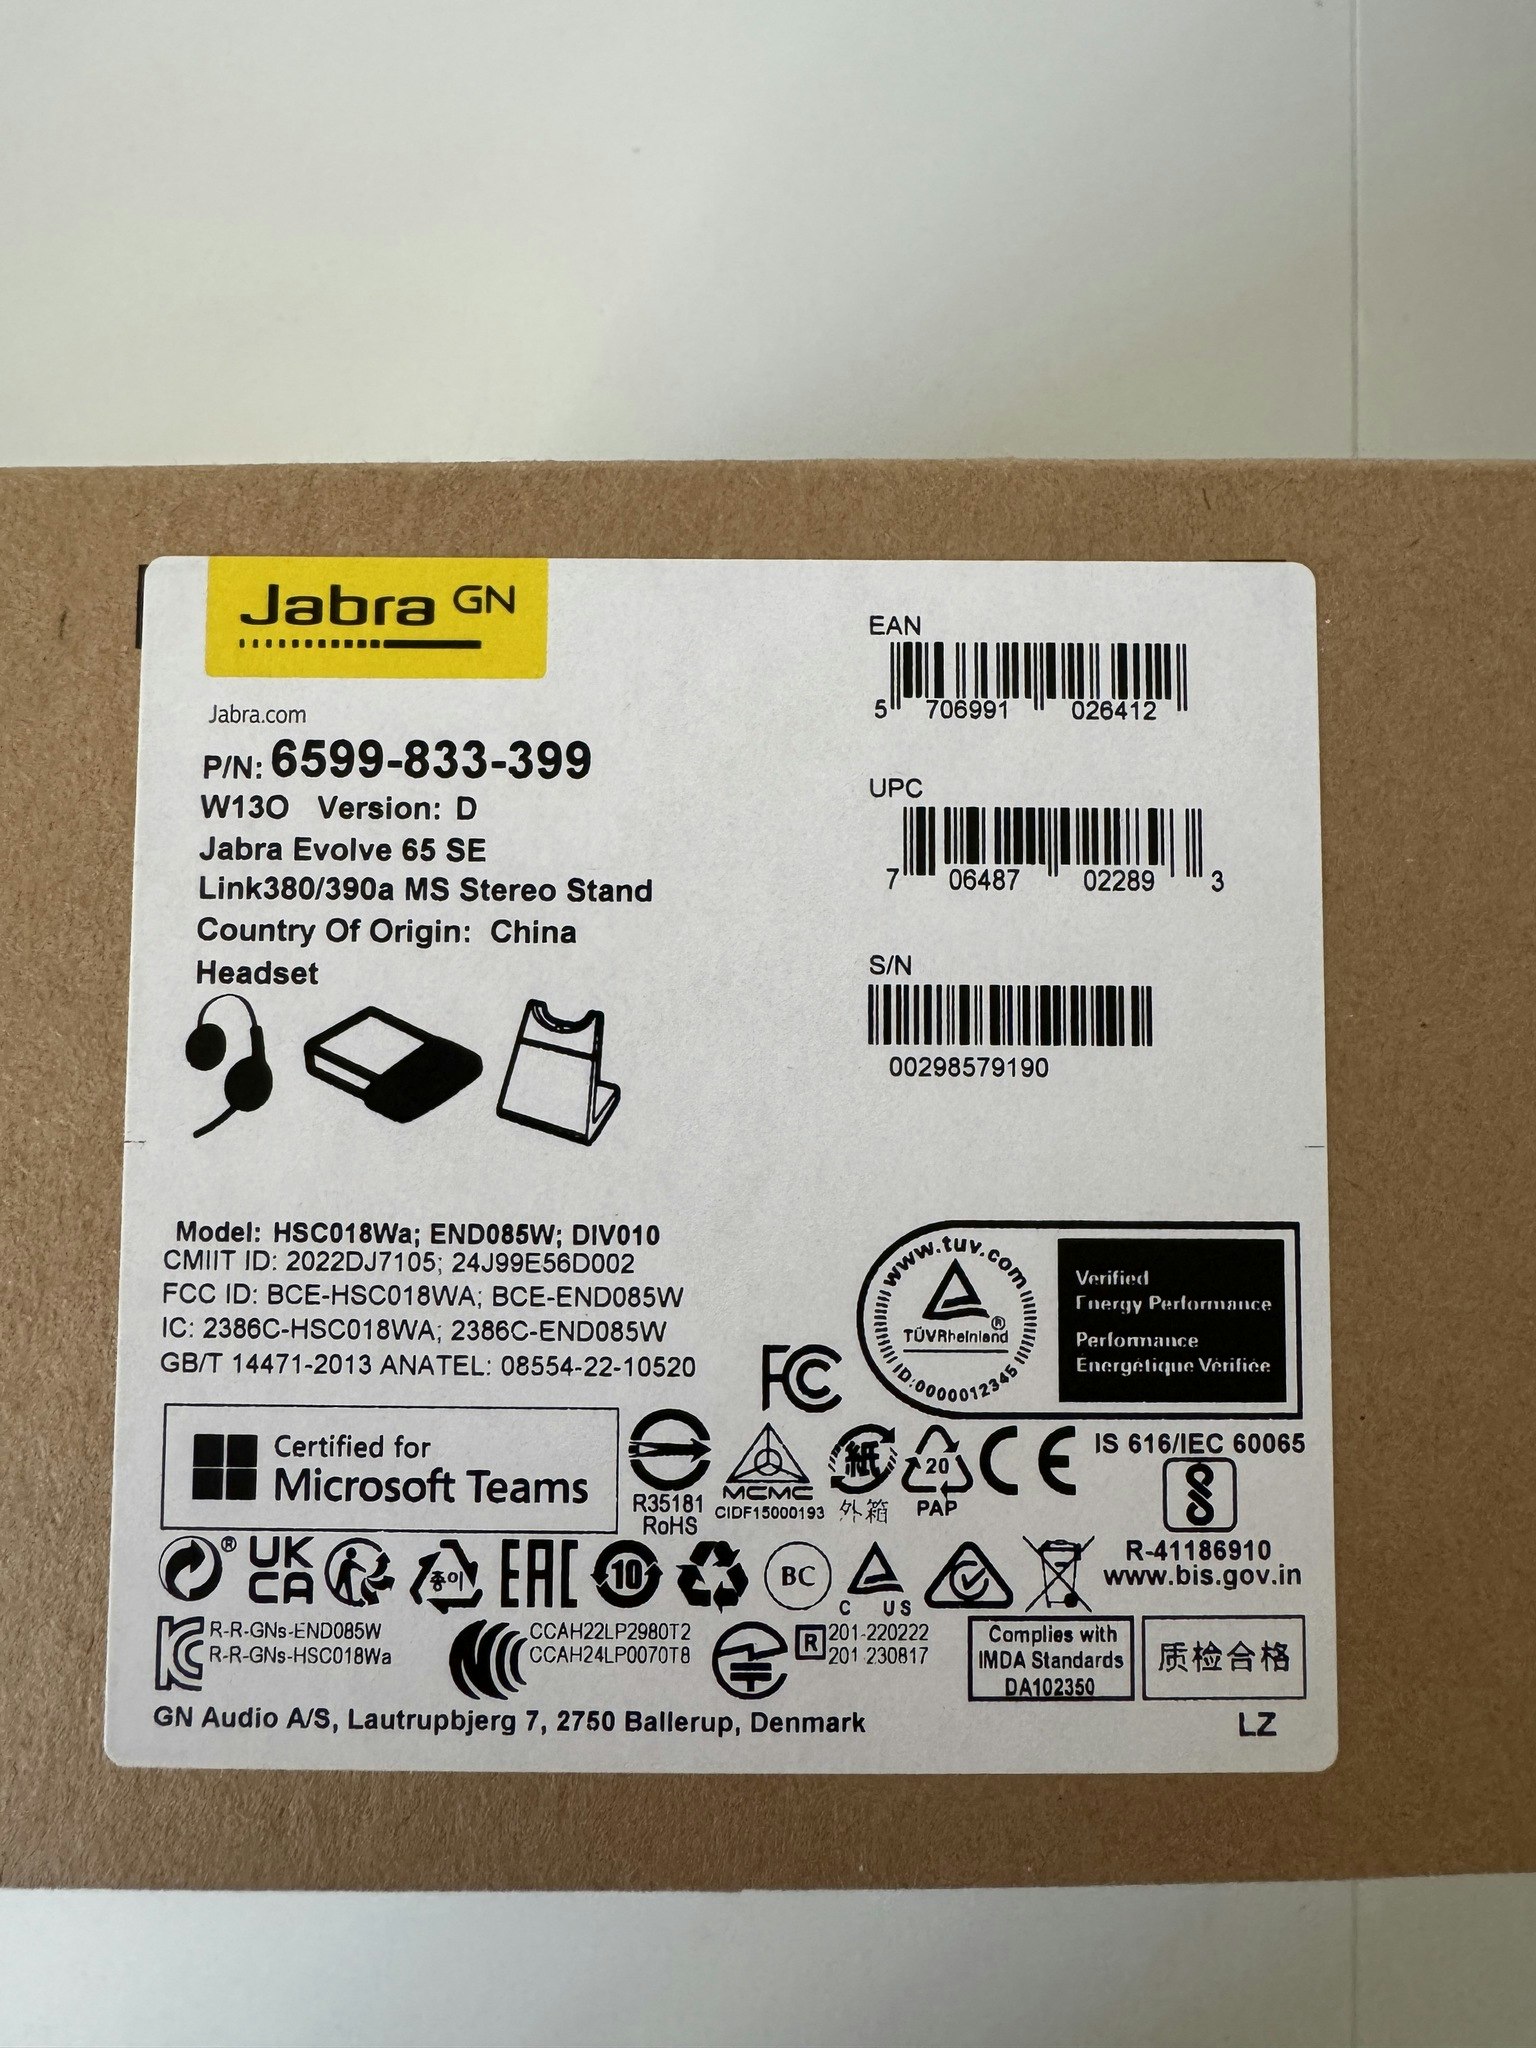 Jabra GN
Jabra.com
P/N: 6599-833-399
W13O Version: D
Jabra Evolve 65 SE
Link380/390a MS Stereo Stand
Country Of Origin: China
Headset
EAN
5 706991 026412
UPC
7 06487 02289 3
S/N
00298579190
Model: HSC018Wa; END085W; DIV010
CMIIT ID: 2022DJ7105; 24J99E56D002
FCC ID: BCE-HSC018WA; BCE-END085W
IC: 2386C-HSC018WA; 2386C-END085W
GB/T 14471-2013 ANATEL: 08554-22-10520
FC
www.tuv.com
TÜVRheinland®
ID:0000012345
Verified
Energy Performance
Performance
Énergétique Vérifiée
Certified for
Microsoft Teams
R35181
RoHS
MCMC
CIDF15000193
紙
外箱
20
PAP
CE
IS 616/IEC 60065
R-41186910
www.bis.gov.in
®
UK
CA
종이
EAC
10
BC
C US
KC
R-R-GNs-END085W
R-R-GNs-HSC018Wa
CCAH22LP2980T2
CCAH24LP0070T8
R
201-220222
201-230817
Complies with
IMDA Standards
DA102350
质检合格
GN Audio A/S, Lautrupbjerg 7, 2750 Ballerup, Denmark
LZ